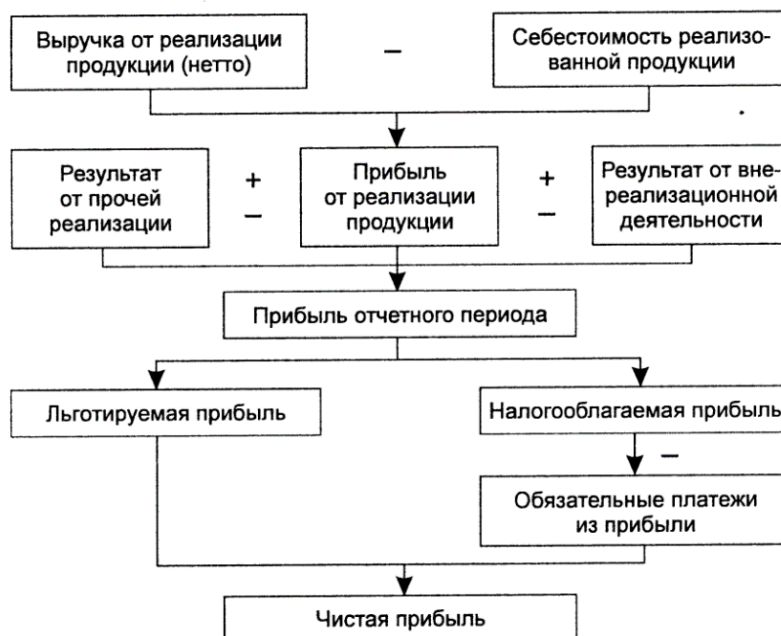 Выручка от реализации
продукции (нетто)
–
Себестоимость реализо-
ванной продукции
Результат
от прочей
реализации
+
–
Прибыль
от реализации
продукции
+
–
Результат от вне-
реализационной
деятельности
Прибыль отчетного периода
Льготируемая прибыль
Налогооблагаемая прибыль
–
Обязательные платежи
из прибыли
Чистая прибыль